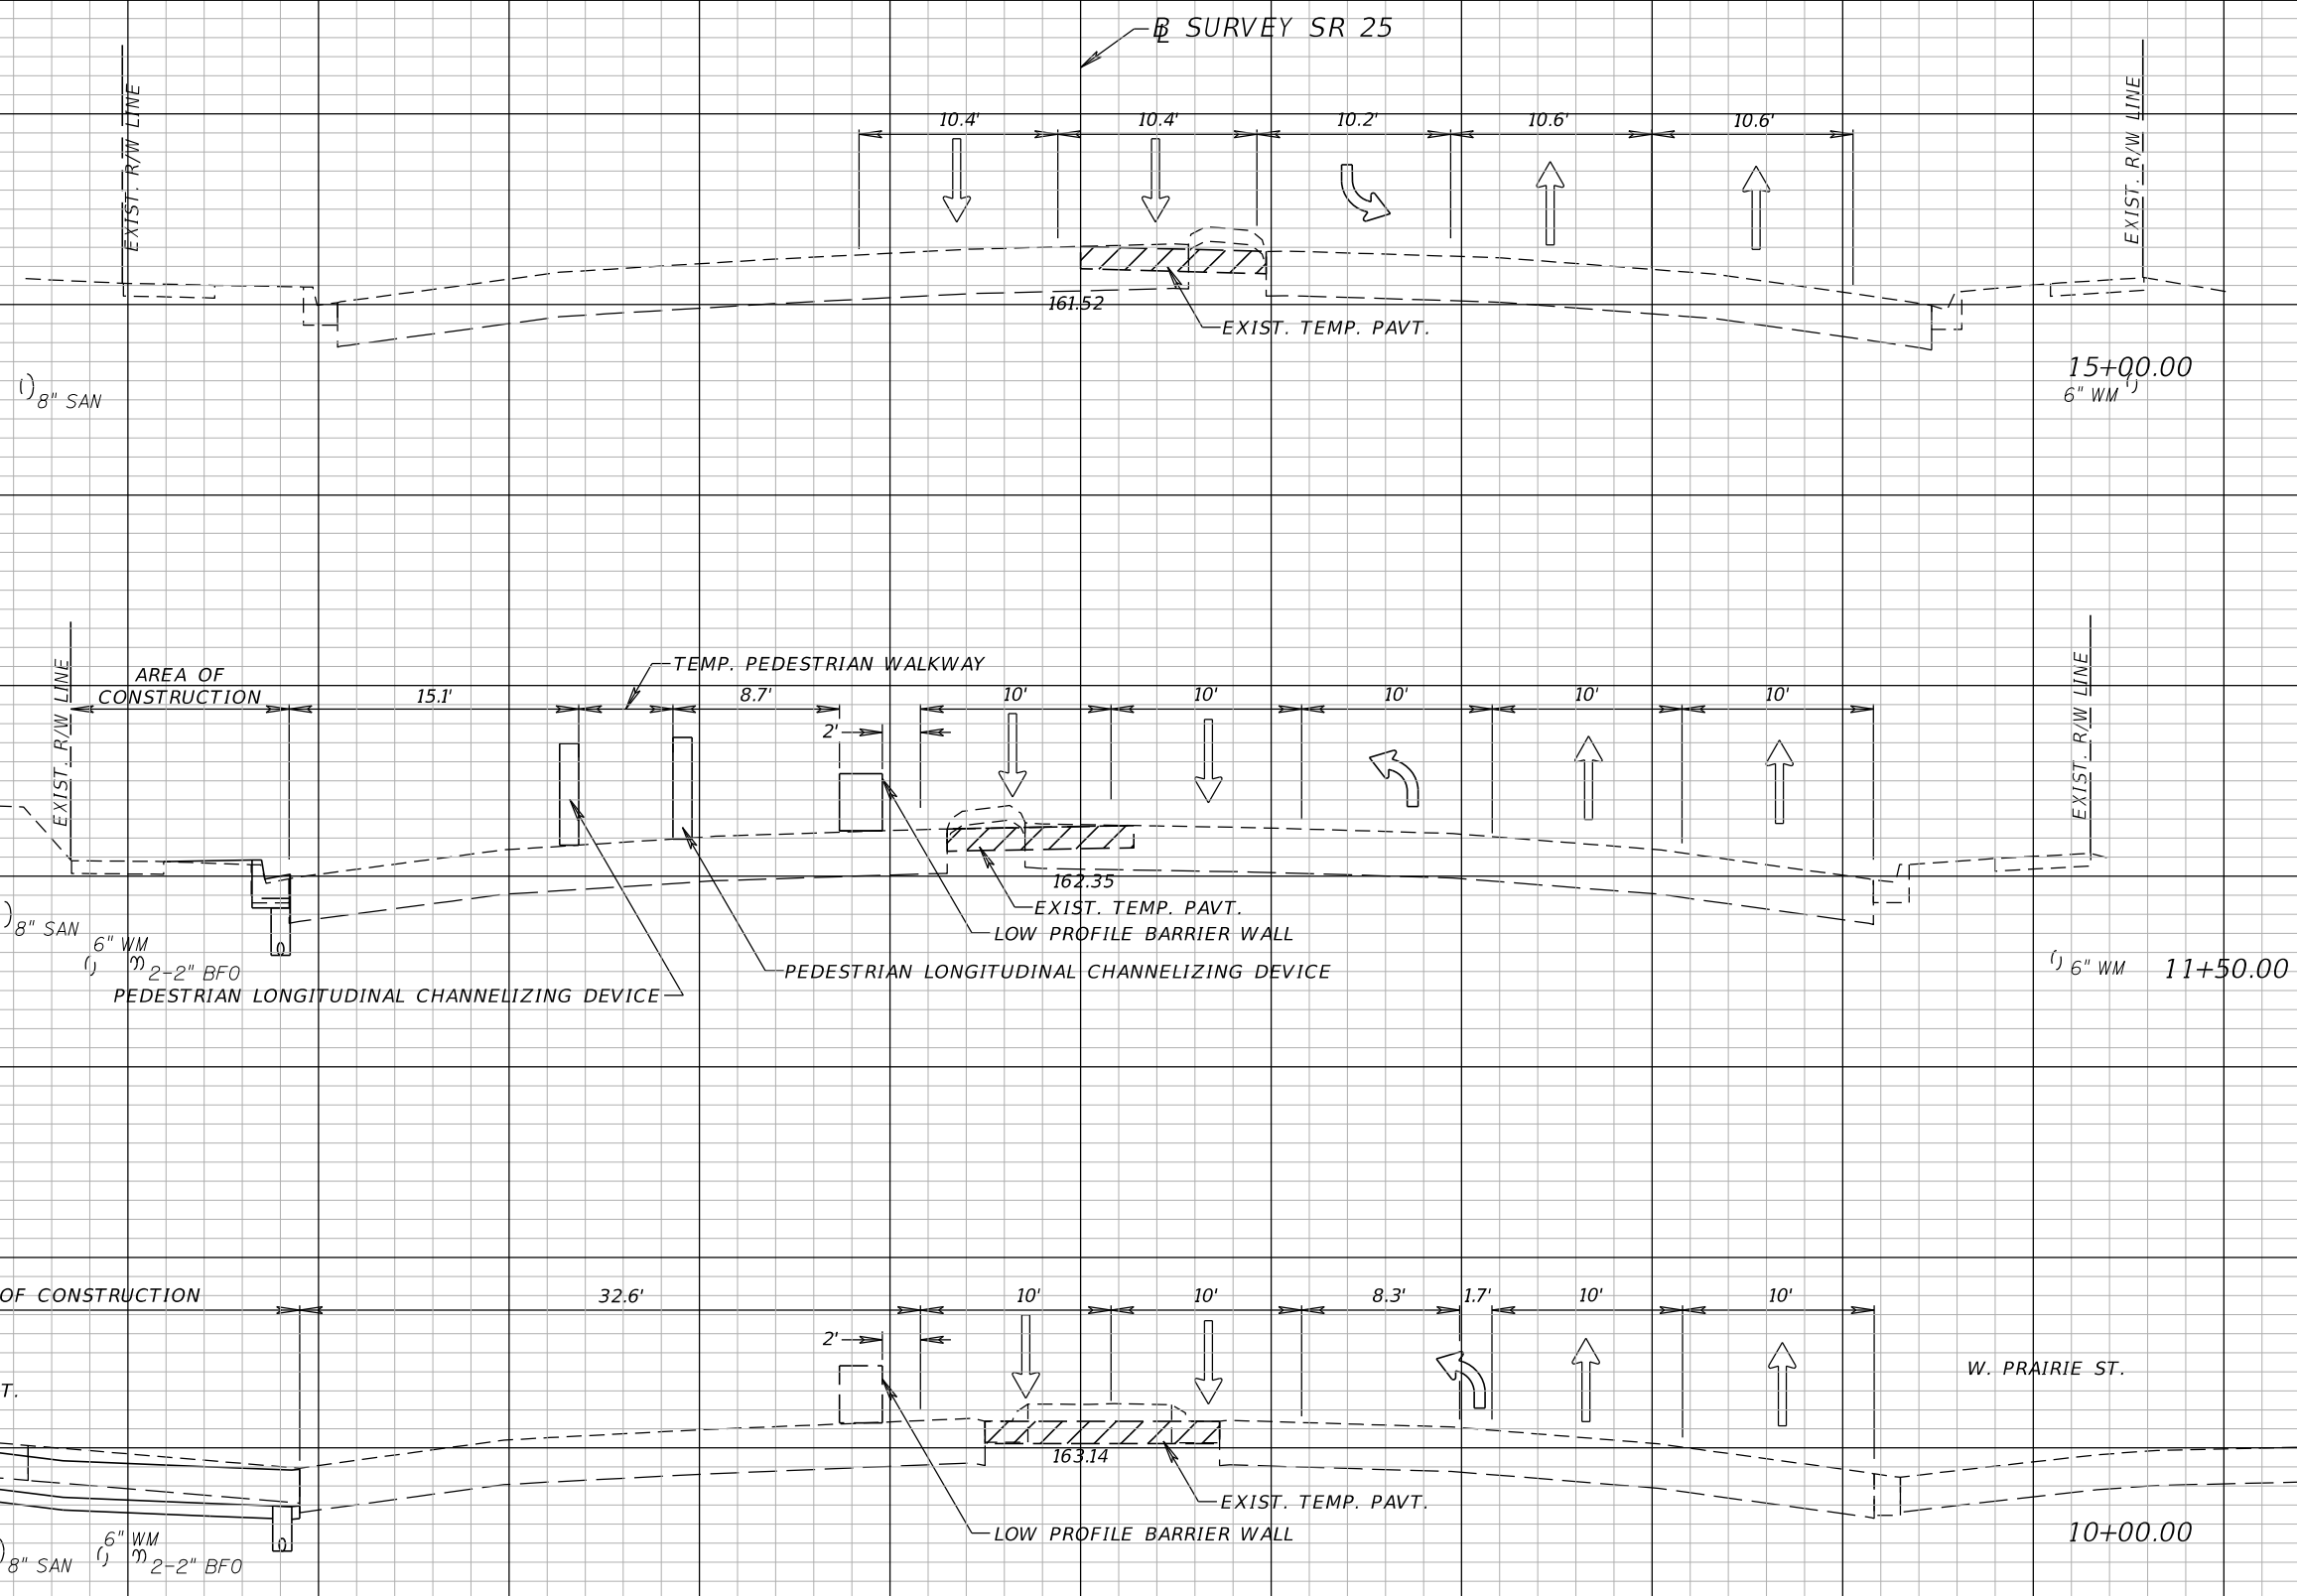 BL SURVEY SR 25
EXIST. R/W LINE
10.4'
10.4'
10.2'
10.6'
10.6'
EXIST. R/W LINE
161.52
EXIST. TEMP. PAVT.
8" SAN
15+00.00
6" WM
EXIST. R/W LINE
AREA OF
CONSTRUCTION
15.1'
TEMP. PEDESTRIAN WALKWAY
8.7'
2'
10'
10'
10'
10'
10'
EXIST. R/W LINE
162.35
EXIST. TEMP. PAVT.
LOW PROFILE BARRIER WALL
PEDESTRIAN LONGITUDINAL CHANNELIZING DEVICE
PEDESTRIAN LONGITUDINAL CHANNELIZING DEVICE
8" SAN
6" WM
2-2" BFO
6" WM
11+50.00
OF CONSTRUCTION
32.6'
2'
10'
10'
8.3'
1.7'
10'
10'
T.
W. PRAIRIE ST.
163.14
EXIST. TEMP. PAVT.
LOW PROFILE BARRIER WALL
8" SAN
6" WM
2-2" BFO
10+00.00